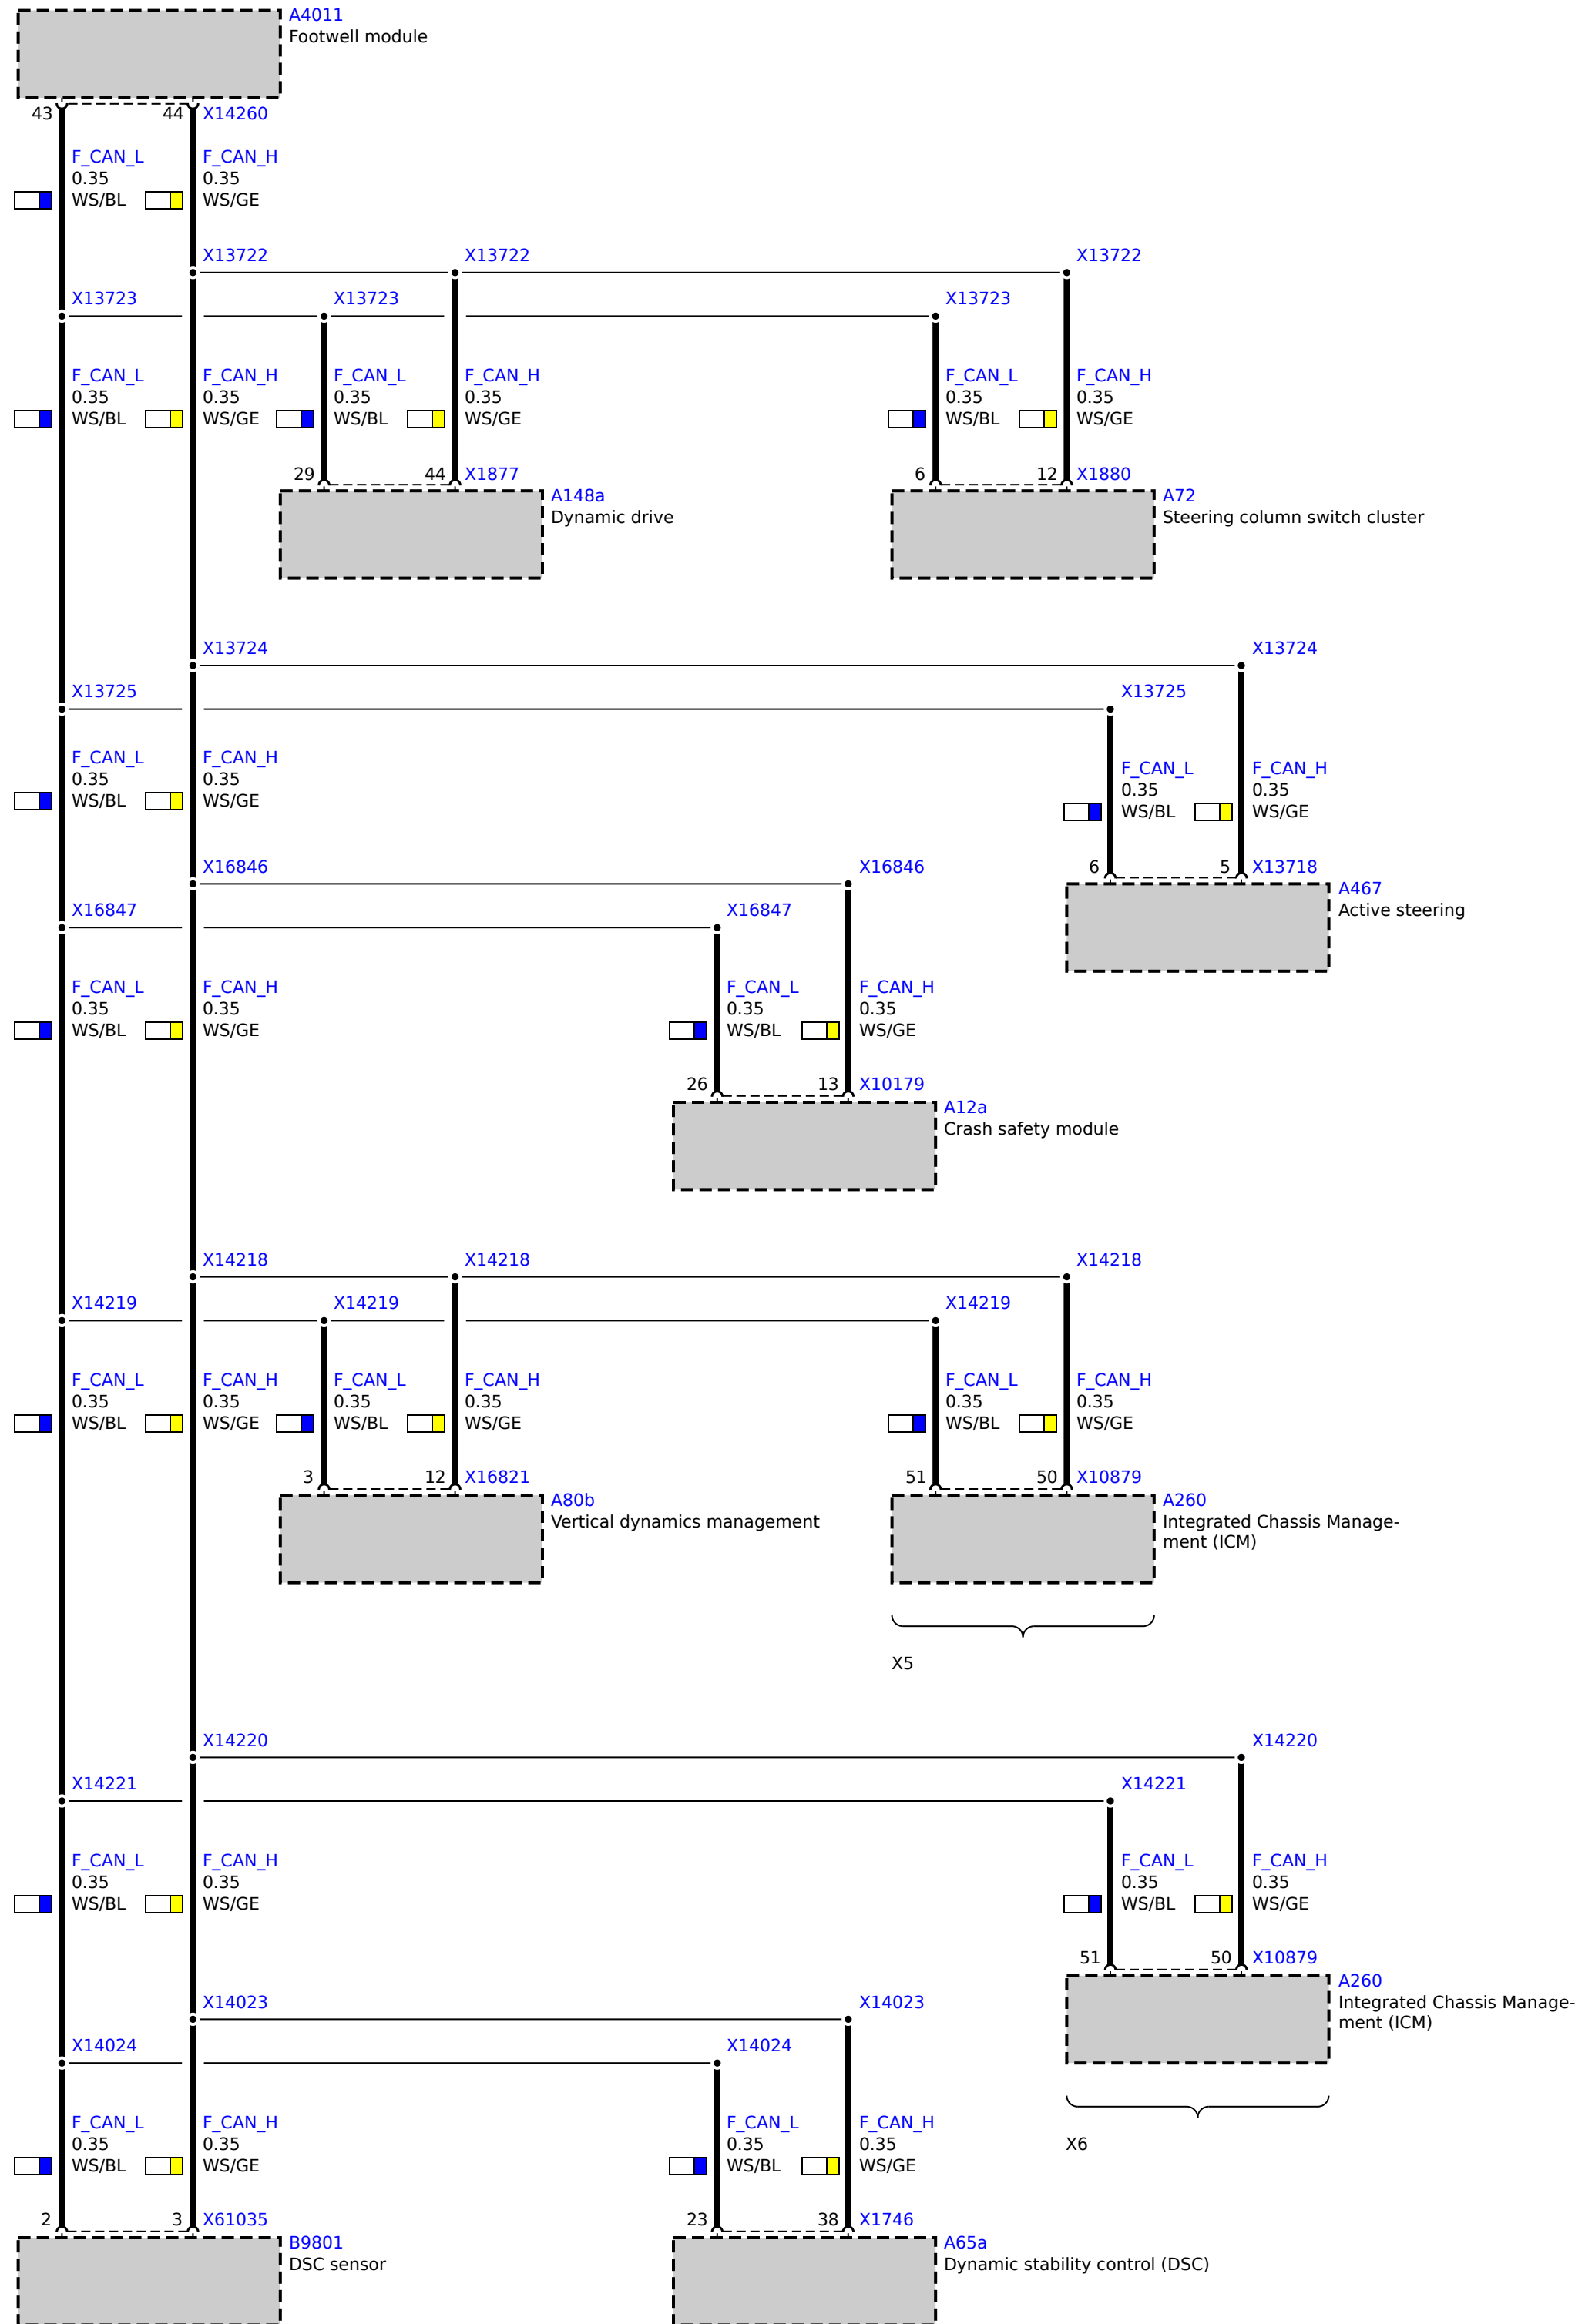 A4011
Footwell module
43 44 X14260
F_CAN_L F_CAN_H
0.35 0.35
WS/BL WS/GE
X13722 X13722 X13722
X13723 X13723 X13723
F_CAN_L F_CAN_H F_CAN_L F_CAN_H F_CAN_L F_CAN_H
0.35 0.35 0.35 0.35 0.35 0.35
WS/BL WS/GE WS/BL WS/GE WS/BL WS/GE
29 44 X1877 6 12 X1880
A148a A72
Dynamic drive Steering column switch cluster
X13724 X13724
X13725 X13725
F_CAN_L F_CAN_H F_CAN_L F_CAN_H
0.35 0.35 0.35 0.35
WS/BL WS/GE WS/BL WS/GE
X16846 X16846 6 5 X13718
A467
X16847 X16847 Active steering
F_CAN_L F_CAN_H F_CAN_L F_CAN_H
0.35 0.35 0.35 0.35
WS/BL WS/GE WS/BL WS/GE
26 13 X10179
A12a
Crash safety module
X14218 X14218 X14218
X14219 X14219 X14219
F_CAN_L F_CAN_H F_CAN_L F_CAN_H F_CAN_L F_CAN_H
0.35 0.35 0.35 0.35 0.35 0.35
WS/BL WS/GE WS/BL WS/GE WS/BL WS/GE
3 12 X16821 51 50 X10879
A80b A260
Vertical dynamics management Integrated Chassis Manage-
ment (ICM)
X5
X14220 X14220
X14221 X14221
F_CAN_L F_CAN_H F_CAN_L F_CAN_H
0.35 0.35 0.35 0.35
WS/BL WS/GE WS/BL WS/GE
51 50 X10879
A260
X14023 X14023 Integrated Chassis Manage-
ment (ICM)
X14024 X14024
F_CAN_L F_CAN_H F_CAN_L F_CAN_H
0.35 0.35 0.35 0.35 X6
WS/BL WS/GE WS/BL WS/GE
2 3 X61035 23 38 X1746
B9801 A65a
DSC sensor Dynamic stability control (DSC)